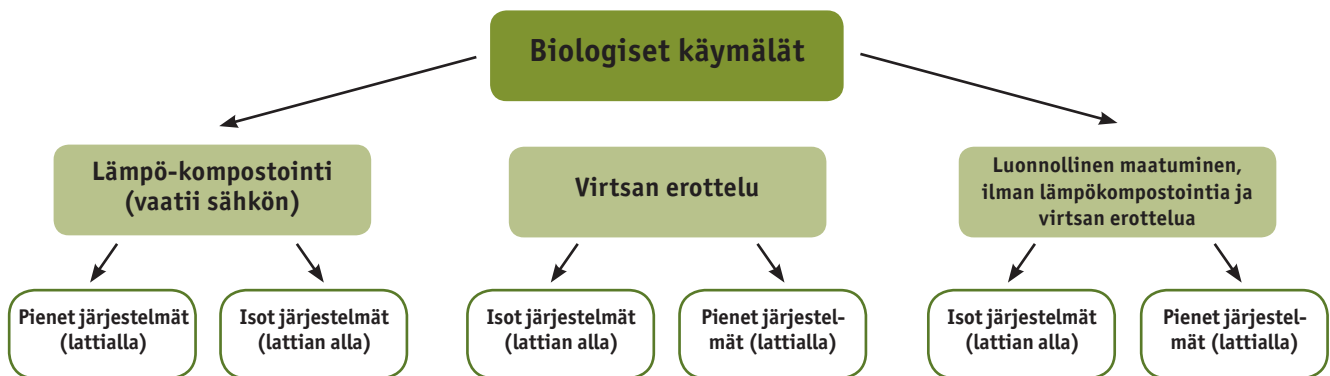 Biologiset käymälät
Lämpö-kompostointi
(vaatii sähkön)
Virtsan erottelu
Luonnollinen maatuminen,
ilman lämpökompostointia ja
virtsan erottelua
Pienet järjestelmät
(lattialla)
Isot järjestelmät
(lattian alla)
Isot järjestelmät
(lattian alla)
Pienet järjestel-
mät (lattialla)
Isot järjestelmät
(lattian alla)
Pienet järjestel-
mät (lattialla)